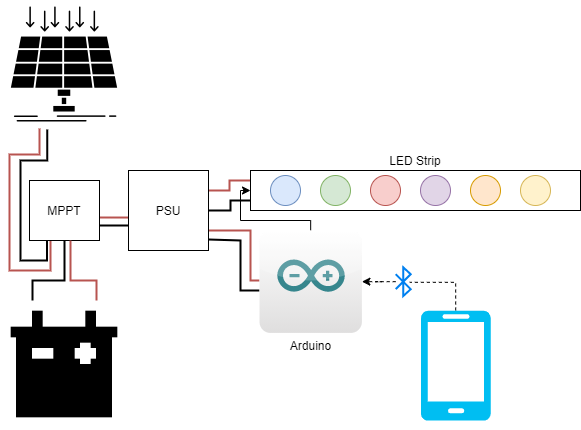 LED Strip
MPPT
PSU
Arduino